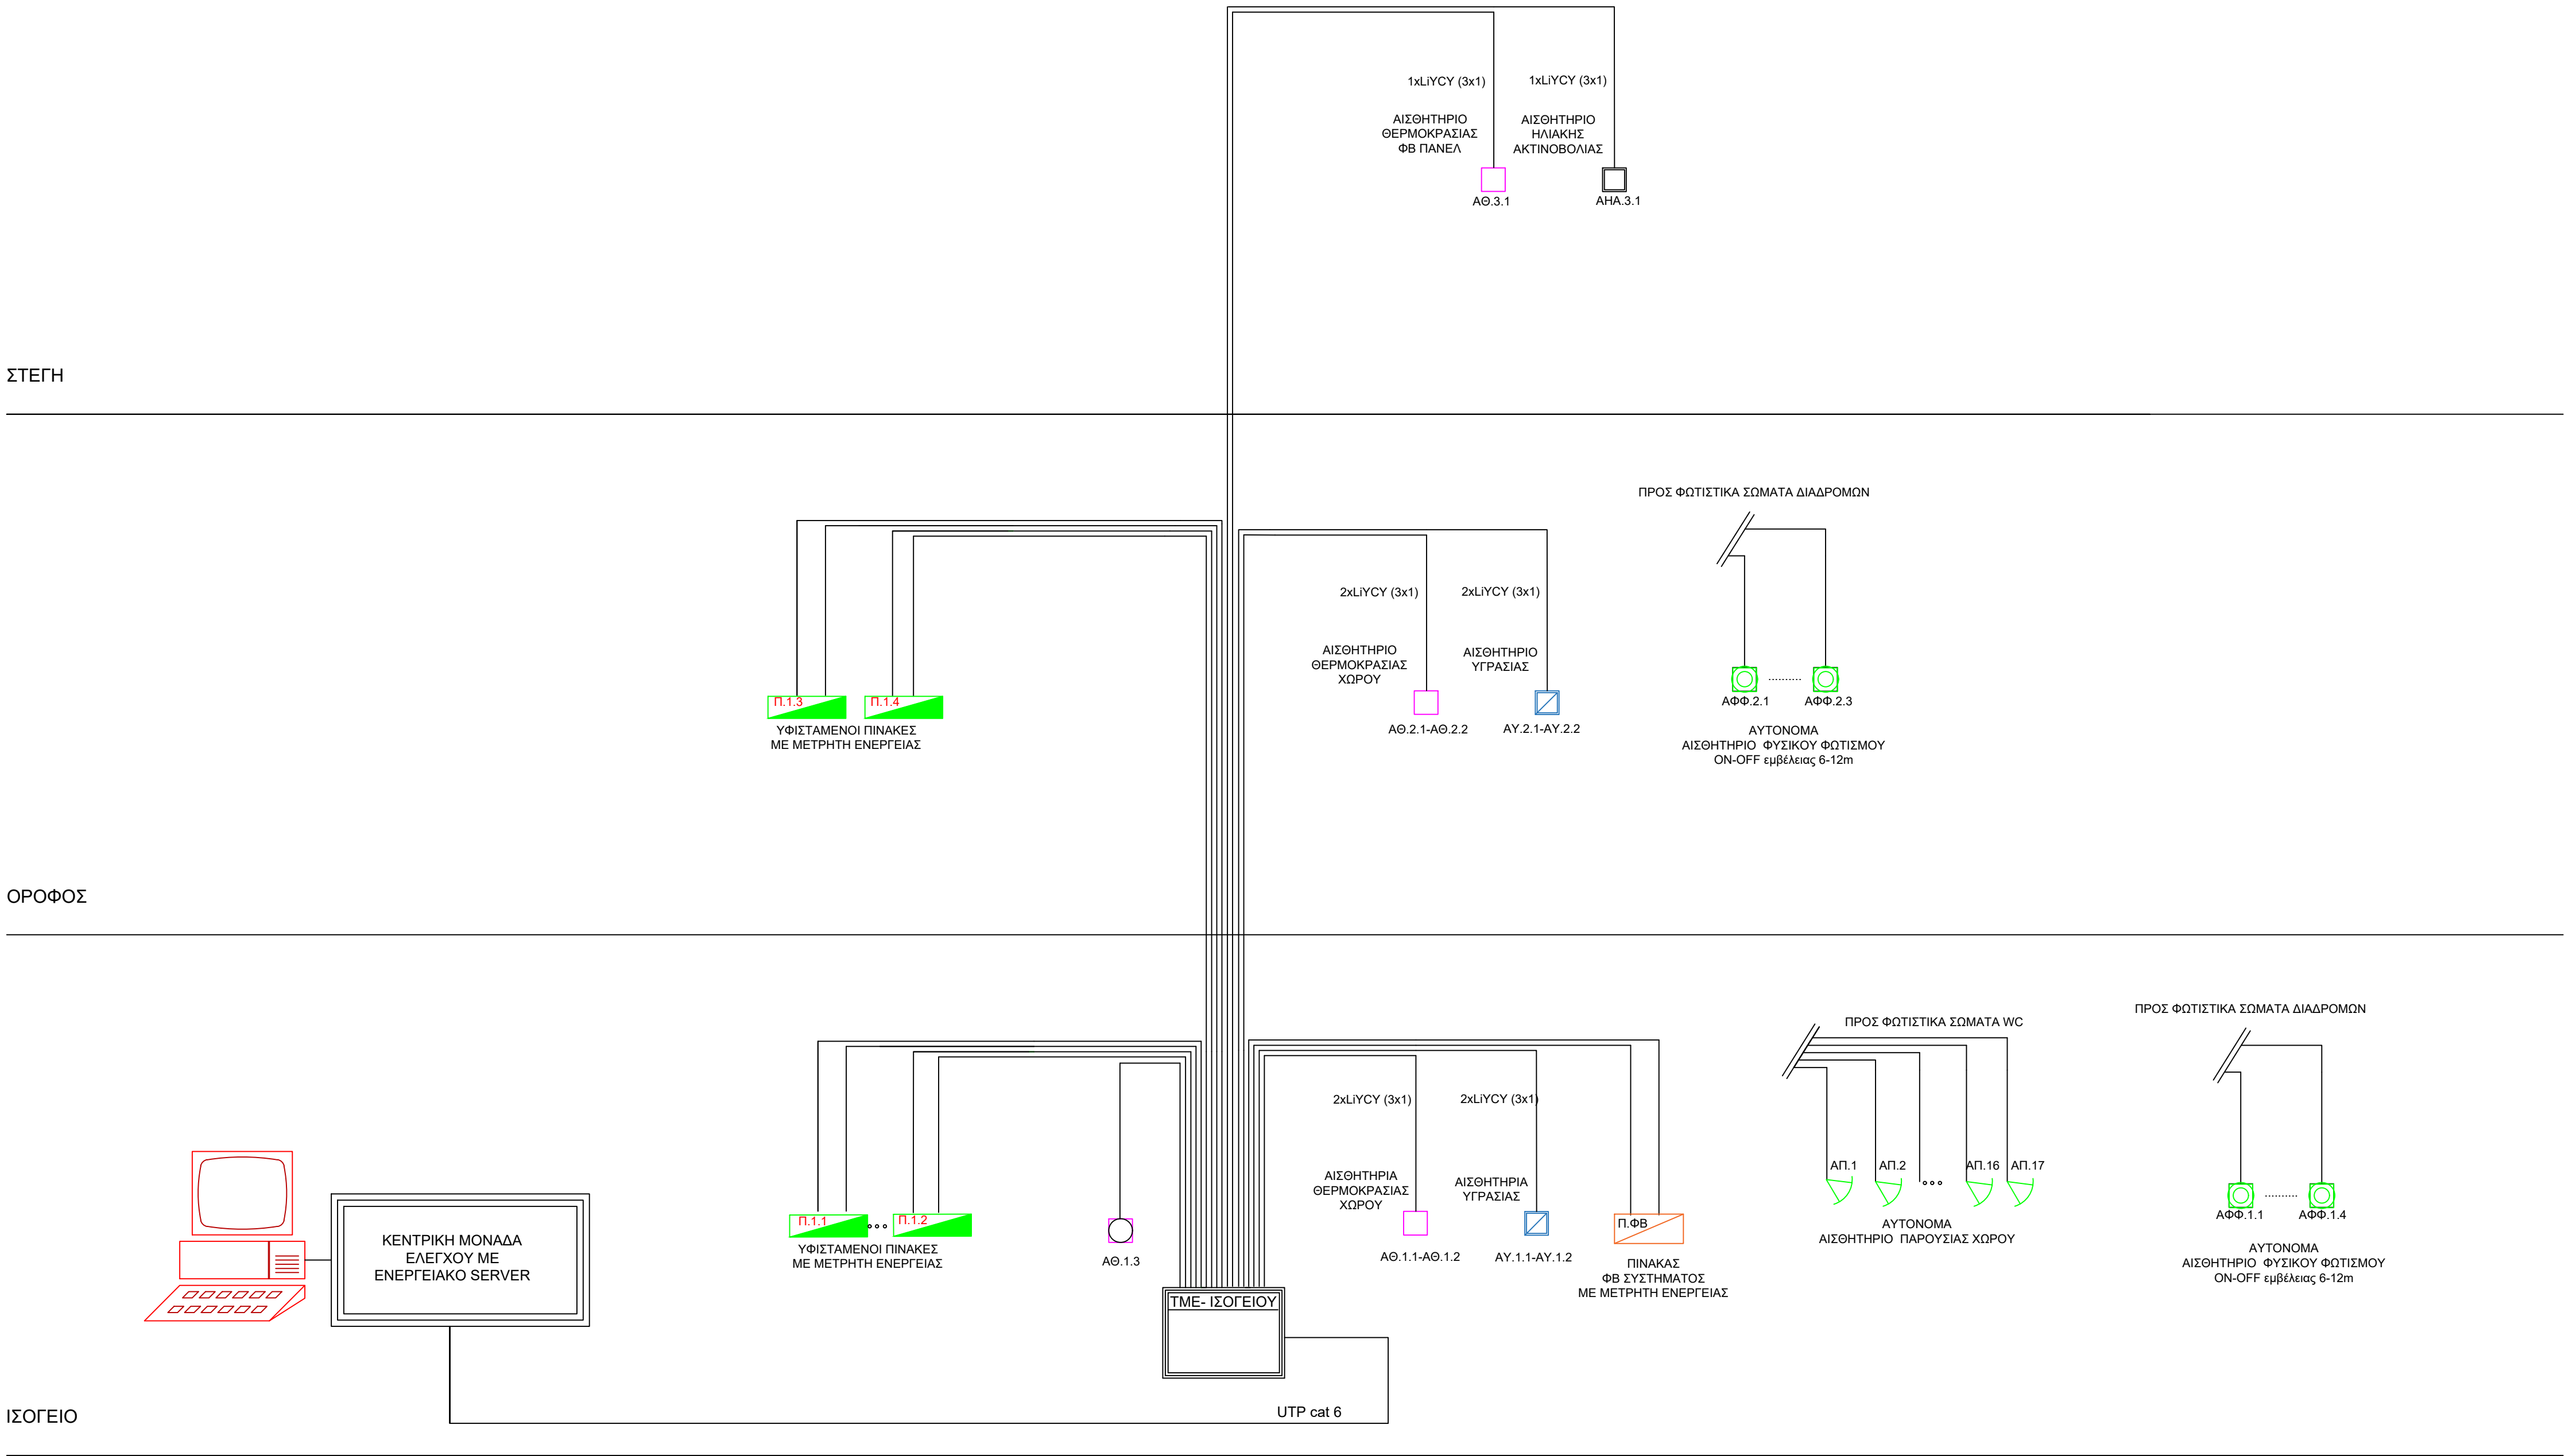 1xLiYCY (3x1)
1xLiYCY (3x1)
ΑΙΣΘΗΤΗΡΙΟ
ΘΕΡΜΟΚΡΑΣΙΑΣ
ΦΒ ΠΑΝΕΛ
ΑΙΣΘΗΤΗΡΙΟ
ΗΛΙΑΚΗΣ
ΑΚΤΙΝΟΒΟΛΙΑΣ
ΑΘ.3.1
ΑΗΑ.3.1
ΣΤΕΓΗ
ΠΡΟΣ ΦΩΤΙΣΤΙΚΑ ΣΩΜΑΤΑ ΔΙΑΔΡΟΜΩΝ
2xLiYCY (3x1)
2xLiYCY (3x1)
ΑΙΣΘΗΤΗΡΙΟ
ΘΕΡΜΟΚΡΑΣΙΑΣ
ΧΩΡΟΥ
ΑΙΣΘΗΤΗΡΙΟ
ΥΓΡΑΣΙΑΣ
Π.1.3
Π.1.4
ΥΦΙΣΤΑΜΕΝΟΙ ΠΙΝΑΚΕΣ
ΜΕ ΜΕΤΡΗΤΗ ΕΝΕΡΓΕΙΑΣ
ΑΘ.2.1-ΑΘ.2.2
ΑΥ.2.1-ΑΥ.2.2
ΑΦΦ.2.1
ΑΦΦ.2.3
ΑΥΤΟΝΟΜΑ
ΑΙΣΘΗΤΗΡΙΟ ΦΥΣΙΚΟΥ ΦΩΤΙΣΜΟΥ
ON-OFF εμβέλειας 6-12m
ΟΡΟΦΟΣ
ΠΡΟΣ ΦΩΤΙΣΤΙΚΑ ΣΩΜΑΤΑ WC
ΠΡΟΣ ΦΩΤΙΣΤΙΚΑ ΣΩΜΑΤΑ ΔΙΑΔΡΟΜΩΝ
2xLiYCY (3x1)
2xLiYCY (3x1)
ΑΙΣΘΗΤΗΡΙΑ
ΘΕΡΜΟΚΡΑΣΙΑΣ
ΧΩΡΟΥ
ΑΙΣΘΗΤΗΡΙΑ
ΥΓΡΑΣΙΑΣ
ΑΠ.1
ΑΠ.2
ΑΠ.16
ΑΠ.17
Π.1.1
Π.1.2
Π.ΦΒ
ΑΦΦ.1.1
ΑΦΦ.1.4
ΚΕΝΤΡΙΚΗ ΜΟΝΑΔΑ
ΕΛΕΓΧΟΥ ΜΕ
ΕΝΕΡΓΕΙΑΚΟ SERVER
ΥΦΙΣΤΑΜΕΝΟΙ ΠΙΝΑΚΕΣ
ΜΕ ΜΕΤΡΗΤΗ ΕΝΕΡΓΕΙΑΣ
ΑΘ.1.3
ΑΘ.1.1-ΑΘ.1.2
ΑΥ.1.1-ΑΥ.1.2
ΠΙΝΑΚΑΣ
ΦΒ ΣΥΣΤΗΜΑΤΟΣ
ΜΕ ΜΕΤΡΗΤΗ ΕΝΕΡΓΕΙΑΣ
ΑΥΤΟΝΟΜΑ
ΑΙΣΘΗΤΗΡΙΟ ΠΑΡΟΥΣΙΑΣ ΧΩΡΟΥ
ΑΥΤΟΝΟΜΑ
ΑΙΣΘΗΤΗΡΙΟ ΦΥΣΙΚΟΥ ΦΩΤΙΣΜΟΥ
ON-OFF εμβέλειας 6-12m
ΤΜΕ- ΙΣΟΓΕΙΟΥ
UTP cat 6
ΙΣΟΓΕΙΟ